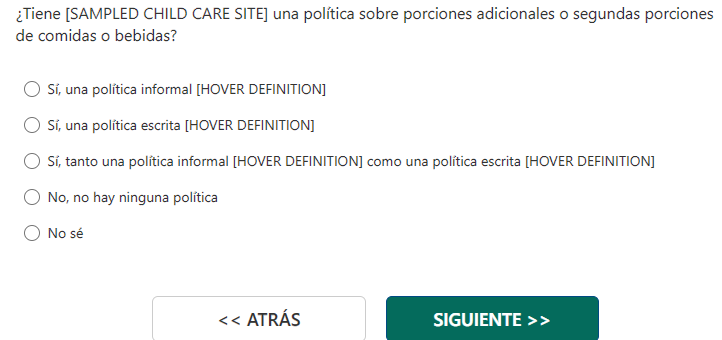 ¿Tiene [SAMPLED CHILD CARE SITE] una política sobre porciones adicionales o segundas porciones
de comidas o bebidas?
Sí, una política informal [HOVER DEFINITION]
Sí, una política escrita [HOVER DEFINITION]
Sí, tanto una política informal [HOVER DEFINITION] como una política escrita [HOVER DEFINITION]
No, no hay ninguna política
No sé
<< ATRÁS
SIGUIENTE >>